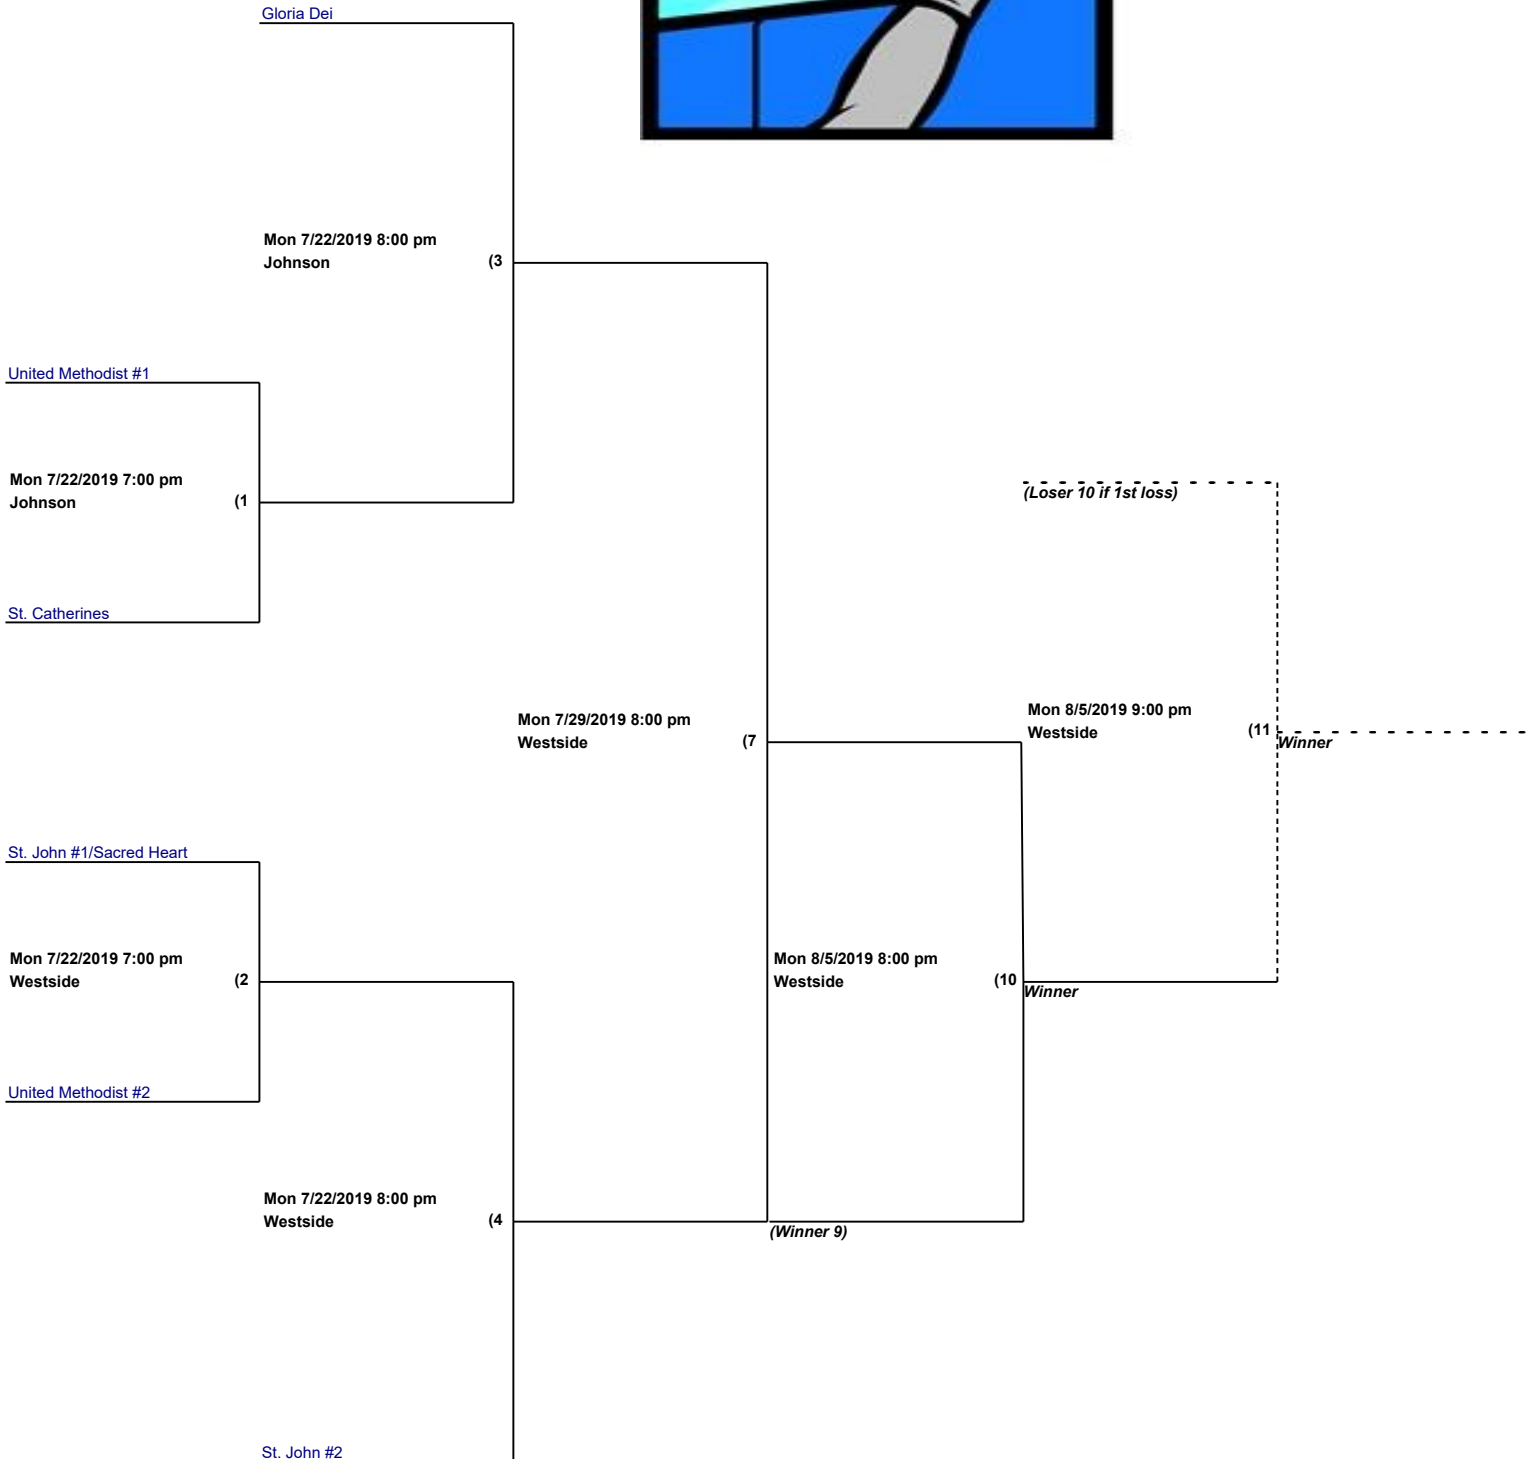 Gloria Dei
Mon 7/22/2019 8:00 pm
Johnson (3
United Methodist #1
Mon 7/22/2019 7:00 pm
Johnson (1
(Loser 10 if 1st loss)
St. Catherines
Mon 8/5/2019 9:00 pm
Westside (11
Winner
Mon 7/29/2019 8:00 pm
Westside (7
St. John #1/Sacred Heart
Mon 7/22/2019 7:00 pm
Westside (2
Mon 8/5/2019 8:00 pm
Westside (10
Winner
United Methodist #2
Mon 7/22/2019 8:00 pm
Westside (4
(Winner 9)
St. John #2